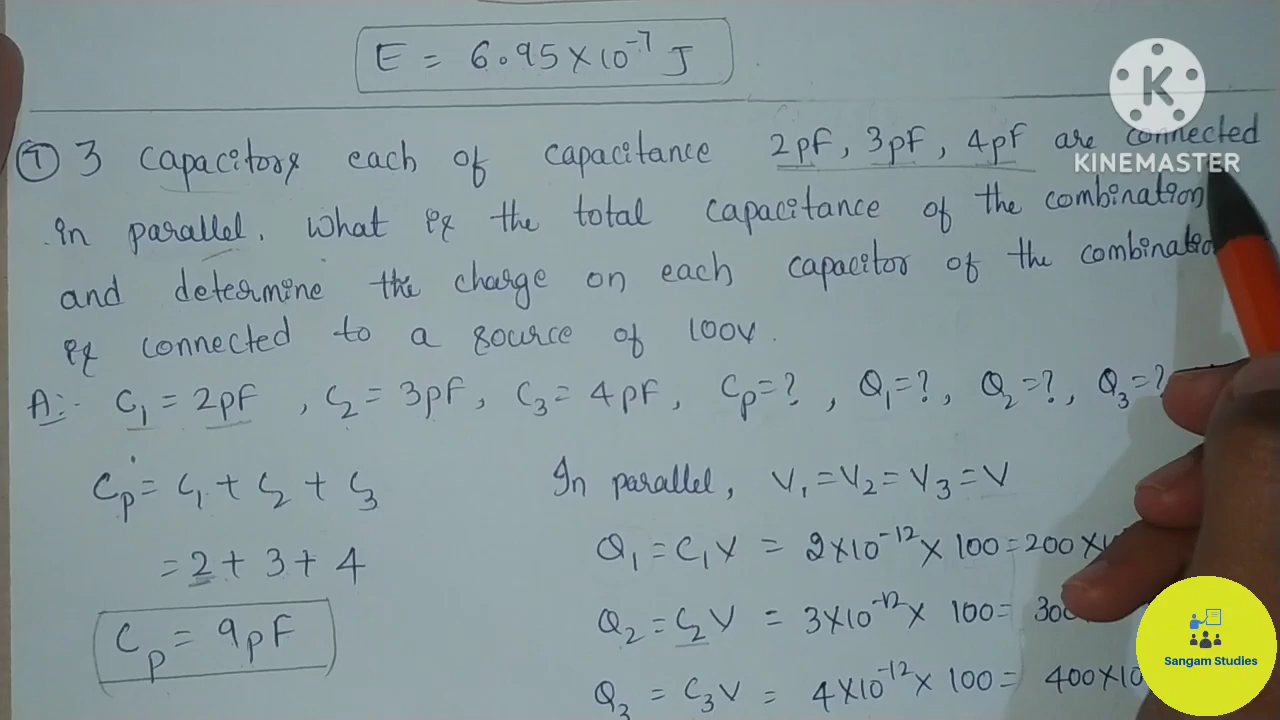 E = 6.95×10⁻⁷ J
KINEMASTER
⑦ 3 capacitors each of capacitance 2pF, 3pF, 4pF are connected
in parallel. What is the total capacitance of the combination
and determine the charge on each capacitor of the combination
is connected to a source of 100V.
A:- C₁ = 2pF, C₂ = 3pF, C₃ = 4pF, Cp = ?, Q₁ = ?, Q₂ = ?, Q₃ = ?
Cp = C₁ + C₂ + C₃
= 2 + 3 + 4
Cp = 9pF
In parallel, V₁ = V₂ = V₃ = V
Q₁ = C₁V = 2×10⁻¹² × 100 = 200 ×
Q₂ = C₂V = 3×10⁻¹² × 100 = 300
Q₃ = C₃V = 4×10⁻¹² × 100 = 400×10
Sangam Studies